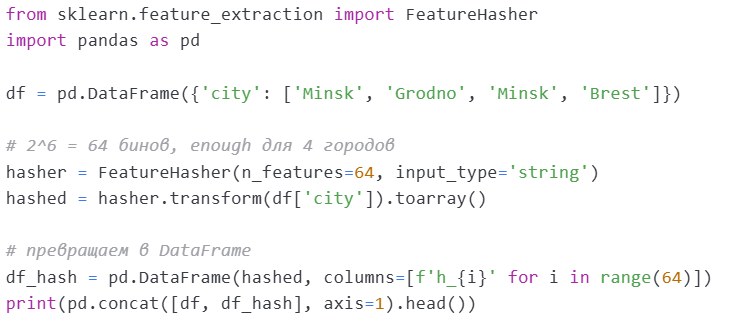 from sklearn.feature_extraction import FeatureHasher
import pandas as pd
df = pd.DataFrame({'city': ['Minsk', 'Grodno', 'Minsk', 'Brest']})
# 2^6 = 64 бинов, enough для 4 городов
hasher = FeatureHasher(n_features=64, input_type='string')
hashed = hasher.transform(df['city']).toarray()
# превращаем в DataFrame
df_hash = pd.DataFrame(hashed, columns=[f'h_{i}' for i in range(64)])
print(pd.concat([df, df_hash], axis=1).head())